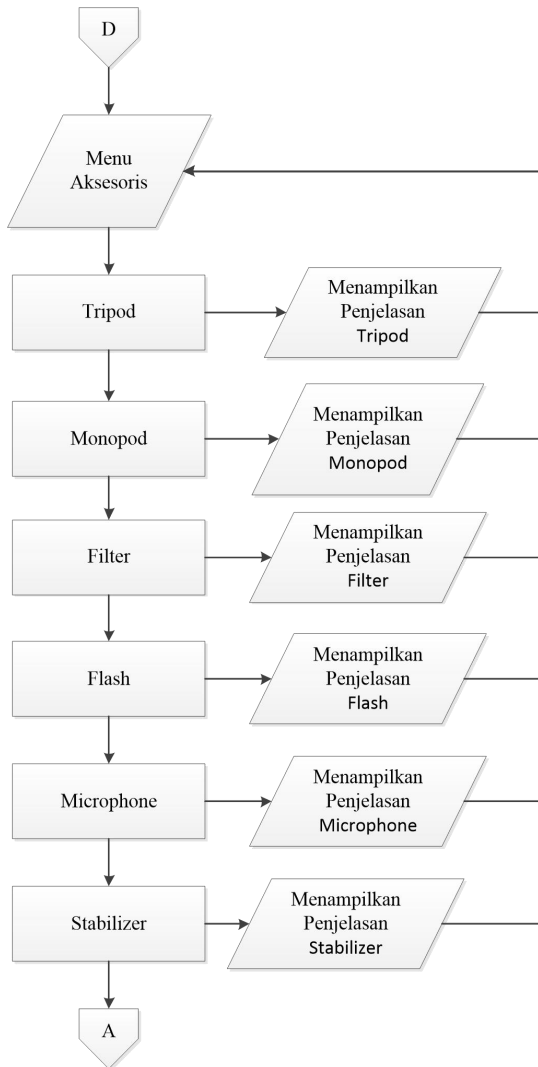 D
Menu
Aksesoris
Tripod
Menampilkan
Penjelasan
Tripod
Monopod
Menampilkan
Penjelasan
Monopod
Filter
Menampilkan
Penjelasan
Filter
Flash
Menampilkan
Penjelasan
Flash
Microphone
Menampilkan
Penjelasan
Microphone
Stabilizer
Menampilkan
Penjelasan
Stabilizer
A